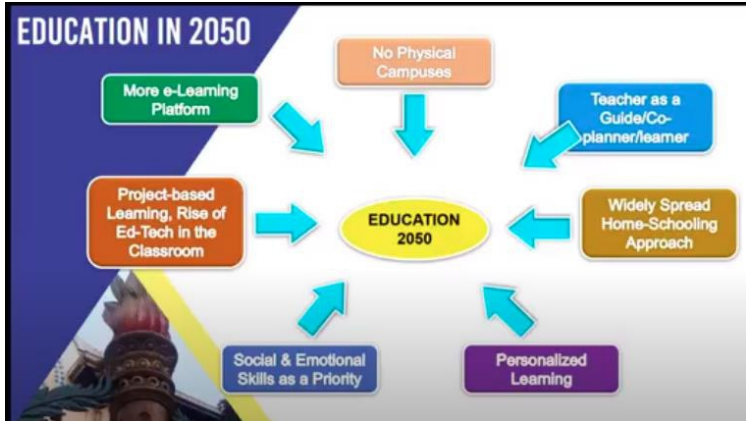 EDUCATION IN 2050
No Physical
Campuses
More e-Learning
Platform
Teacher as a
Guide/Co-
planner/learner
Project-based
Learning, Rise of
Ed-Tech in the
Classroom
EDUCATION
2050
Widely Spread
Home-Schooling
Approach
Social & Emotional
Skills as a Priority
Personalized
Learning